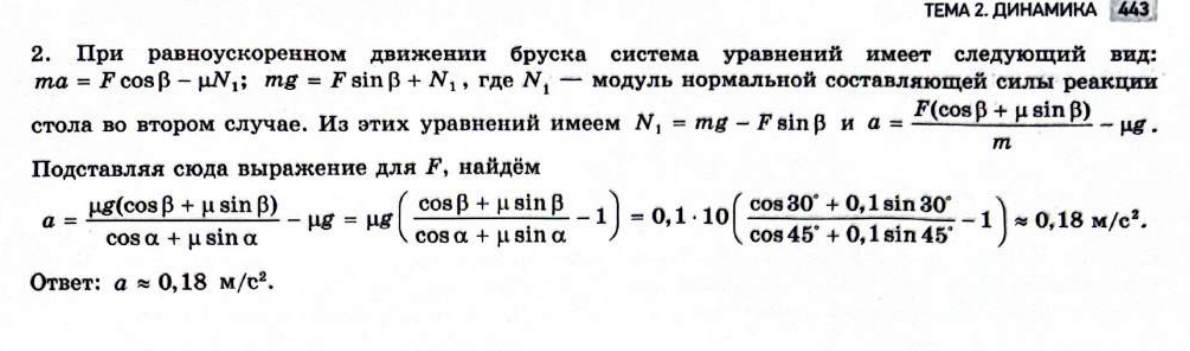 ТЕМА 2. ДИНАМИКА 443
2. При равноускоренном движении бруска система уравнений имеет следующий вид:
ma = F cos β − μN₁; mg = F sin β + N₁, где N₁ — модуль нормальной составляющей силы реакции
стола во втором случае. Из этих уравнений имеем N₁ = mg − F sin β и a = F(cos β + μ sin β)/m − μg.
Подставляя сюда выражение для F, найдём
a = μg(cos β + μ sin β)/(cos α + μ sin α) − μg = μg((cos β + μ sin β)/(cos α + μ sin α) − 1) = 0,1 · 10((cos 30° + 0,1 sin 30°)/(cos 45° + 0,1 sin 45°) − 1) ≈ 0,18 м/с².
Ответ: a ≈ 0,18 м/с².